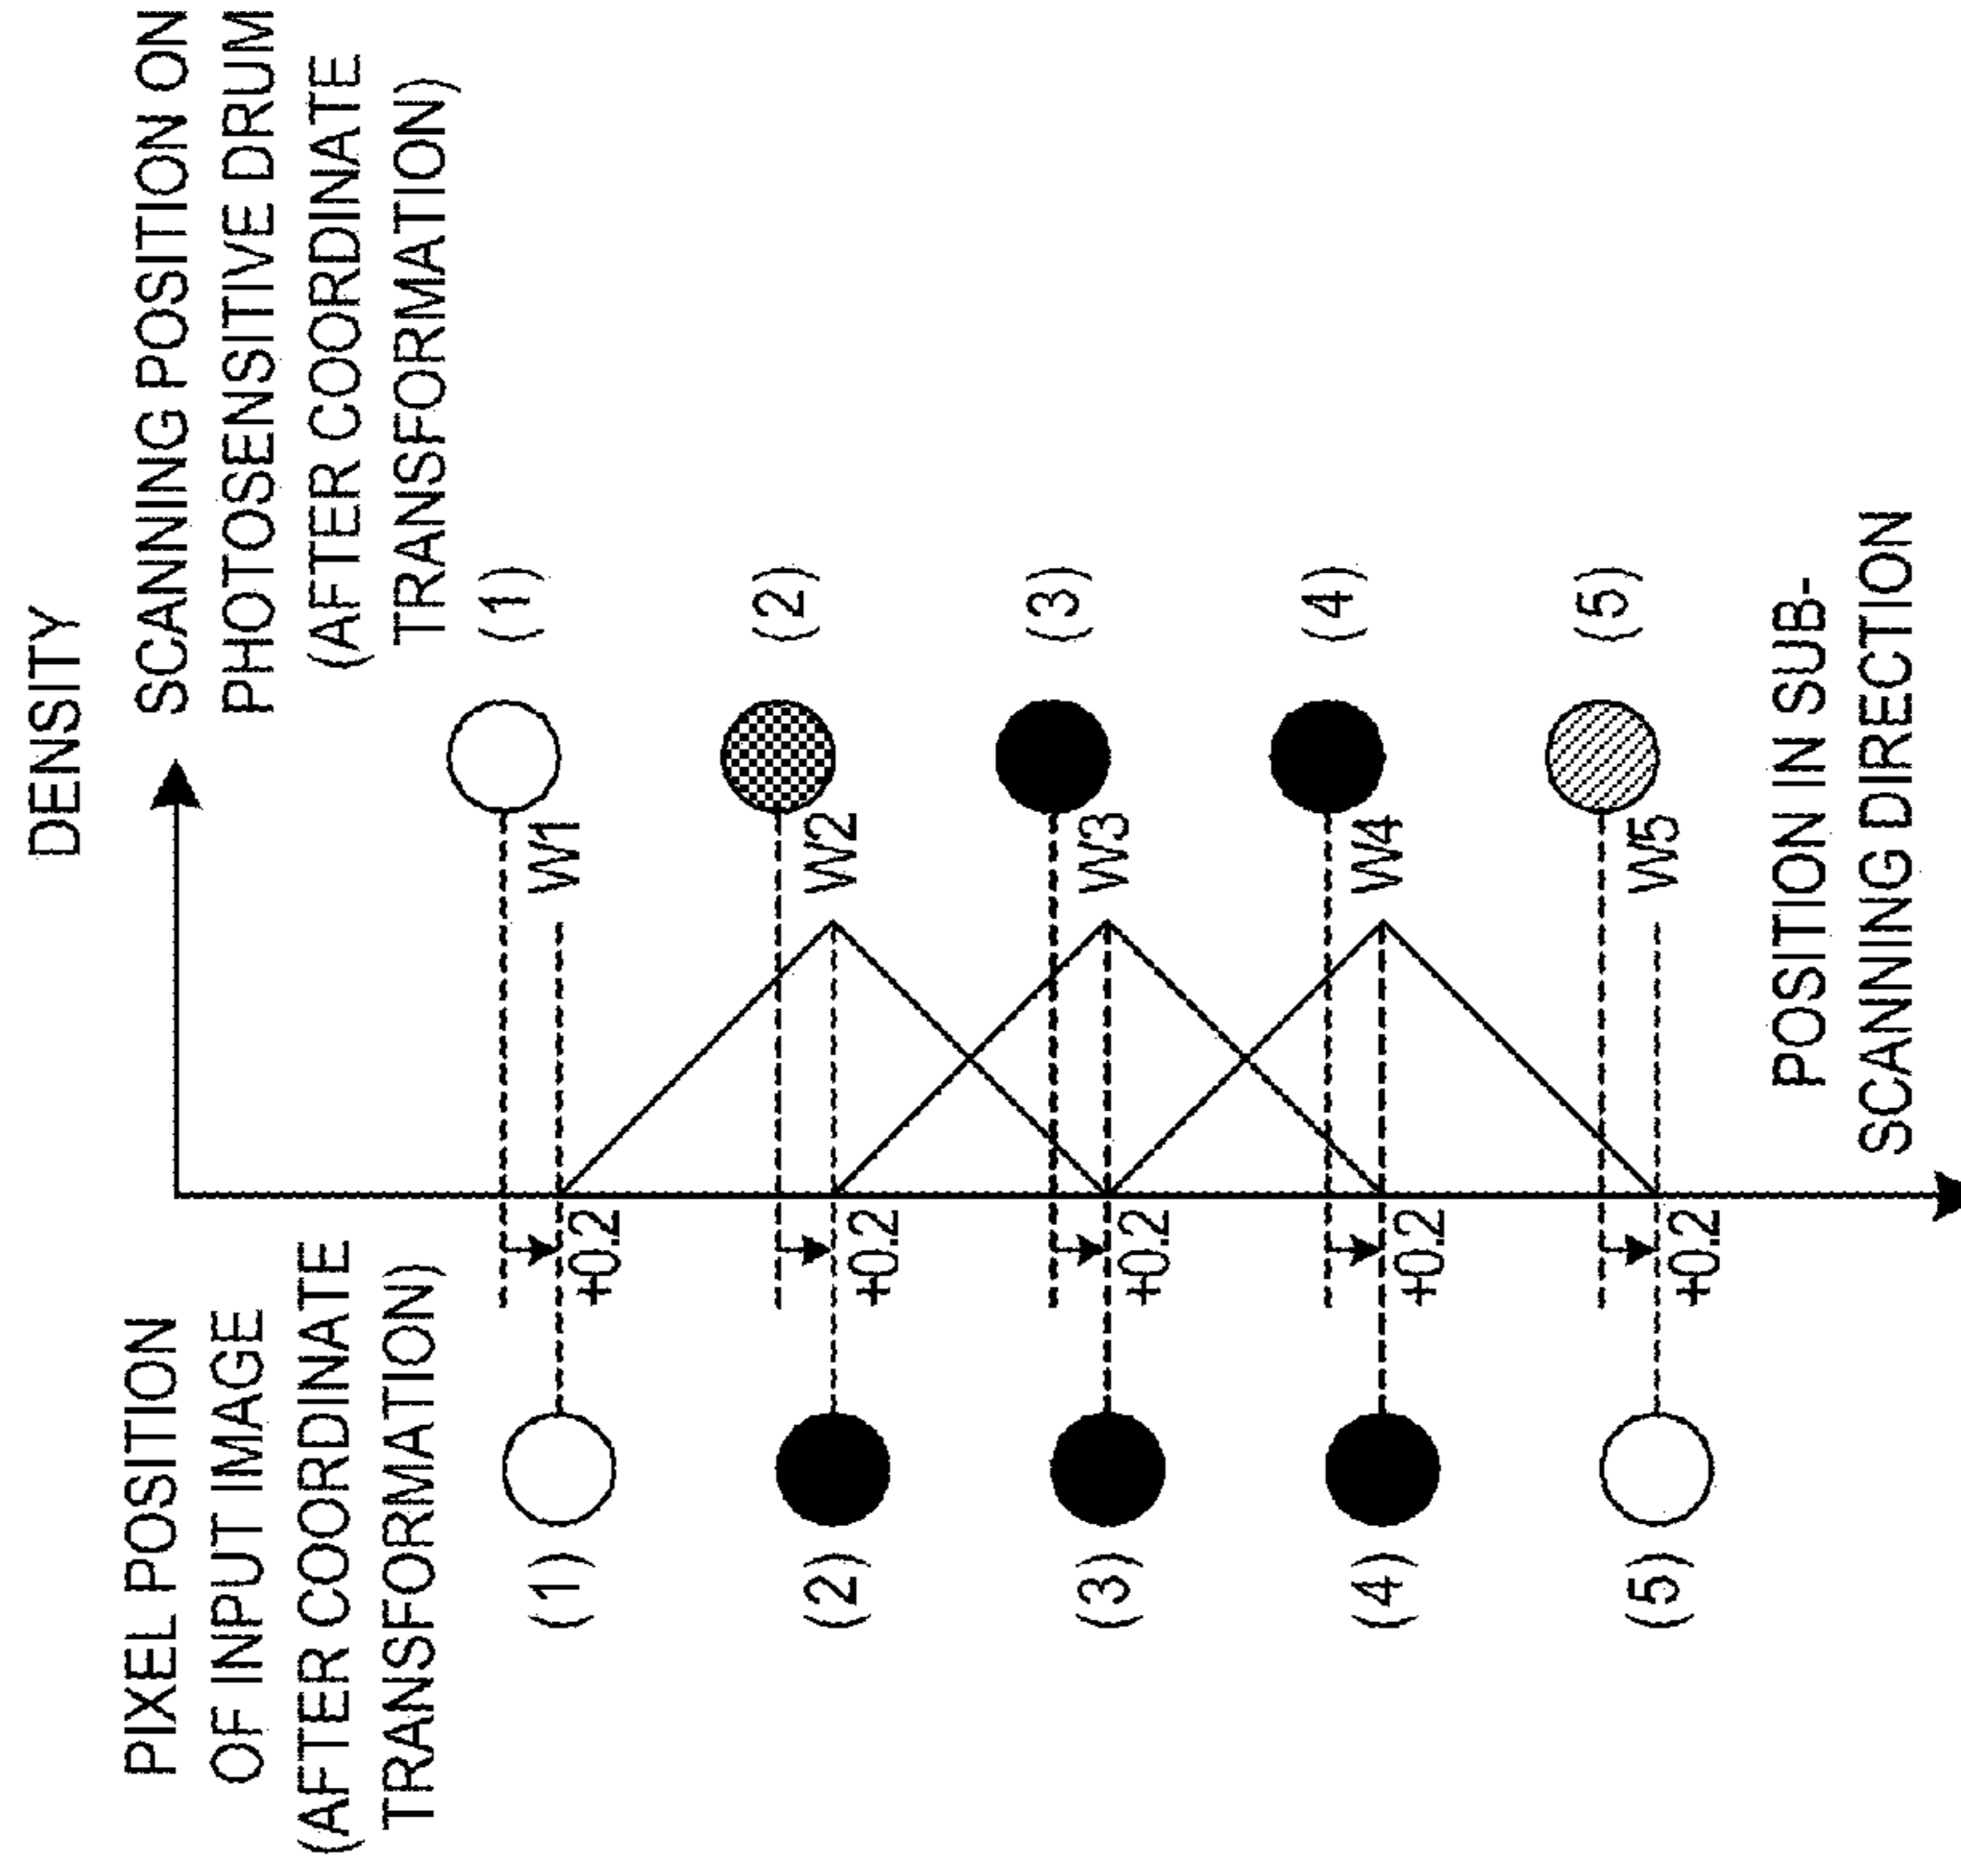 DENSITY
SCANNING POSITION ON
PHOTOSENSITIVE DRUM
(AFTER COORDINATE
TRANSFORMATION)
PIXEL POSITION
OF INPUT IMAGE
(AFTER COORDINATE
TRANSFORMATION)
(1)
(2)
(3)
(4)
(5)
W1
W2
W3
W4
W5
+0.2
+0.2
+0.2
+0.2
+0.2
(1)
(2)
(3)
(4)
(5)
POSITION IN SUB-
SCANNING DIRECTION